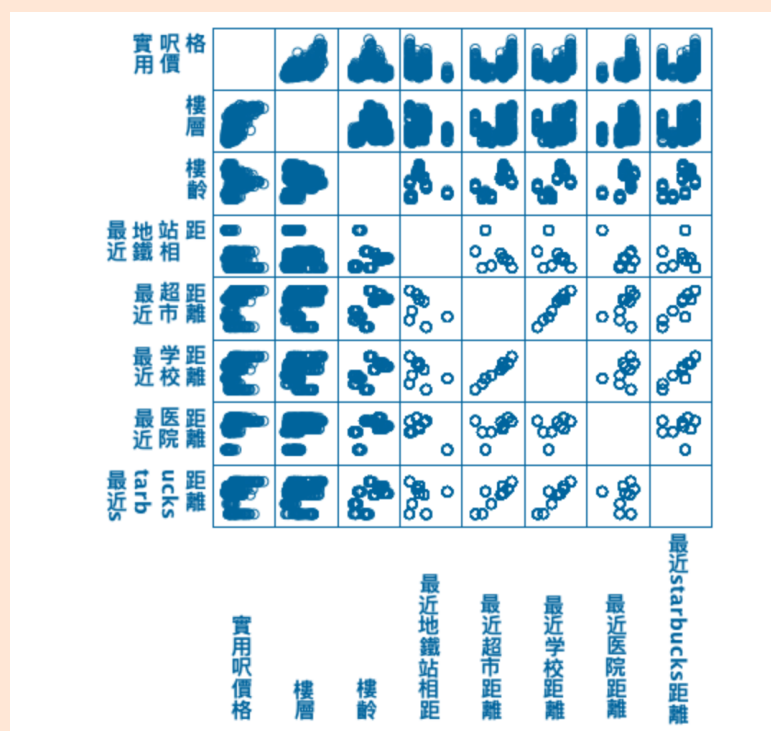 實用呎價格
樓層
樓齡
最近地鐵站相距
最近超市距離
最近学校距離
最近医院距離
最近starbucks距離
實用呎價格
樓層
樓齡
最近地鐵站相距
最近超市距離
最近学校距離
最近医院距離
最近starbucks距離